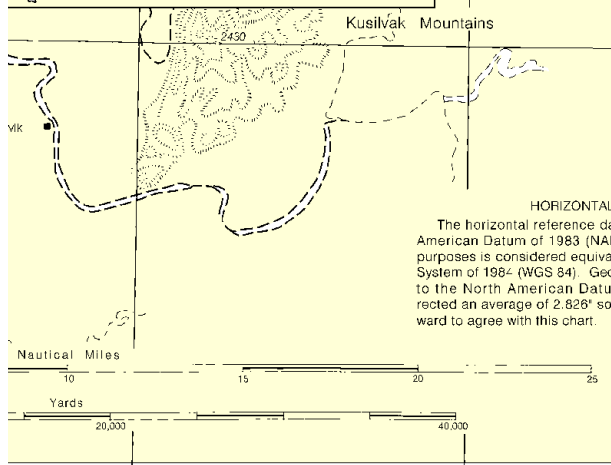 Kusilvak Mountains
2430
HORIZONTAL
The horizontal reference da
American Datum of 1983 (NA
purposes is considered equiva
System of 1984 (WGS 84). Geo
to the North American Datu
rected an average of 2.826" so
ward to agree with this chart.
Nautical Miles
10 15 20 25
Yards
20,000 40,000